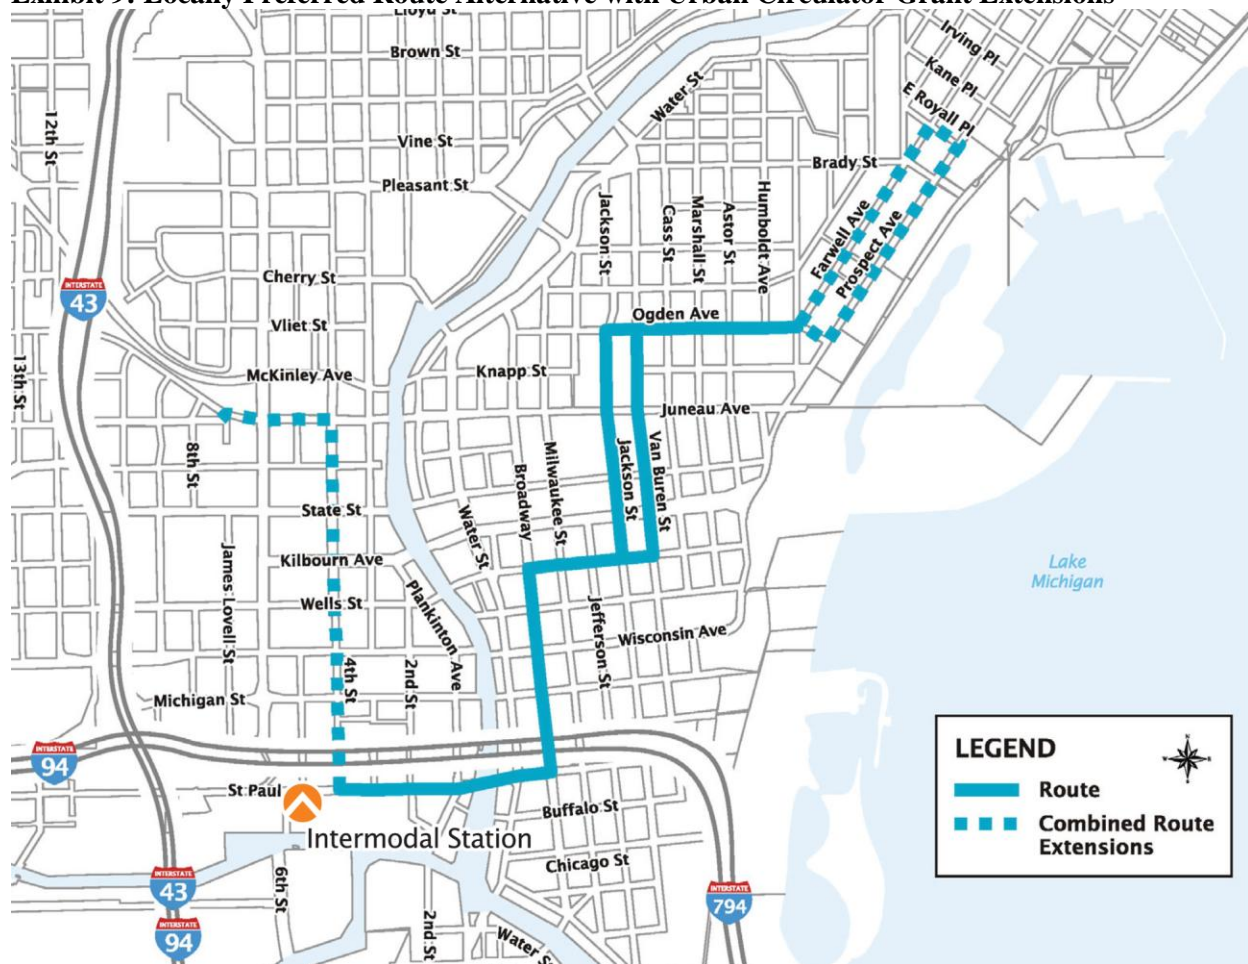 Exhibit 9: Locally Preferred Route Alternative with Urban Circulator Grant Extensions
Lloyd St
Brown St
Irving Pl
Kane Pl
E Royall Pl
Water St
12th St
Vine St
Brady St
Pleasant St
Jackson St
Cass St
Marshall St
Astor St
Humboldt Ave
Farwell Ave
Prospect Ave
Cherry St
INTERSTATE
43
Ogden Ave
Vliet St
13th St
McKinley Ave
Knapp St
Juneau Ave
8th St
Broadway
Milwaukee St
Jackson St
Van Buren St
State St
Water St
Kilbourn Ave
Lake
Michigan
James Lovell St
Wells St
Plankinton Ave
Jefferson St
Wisconsin Ave
4th St
2nd St
Michigan St
INTERSTATE
94
St Paul
Intermodal Station
Buffalo St
Chicago St
6th St
2nd St
Water St
INTERSTATE
43
INTERSTATE
94
INTERSTATE
794
LEGEND
N
Route
Combined Route
Extensions